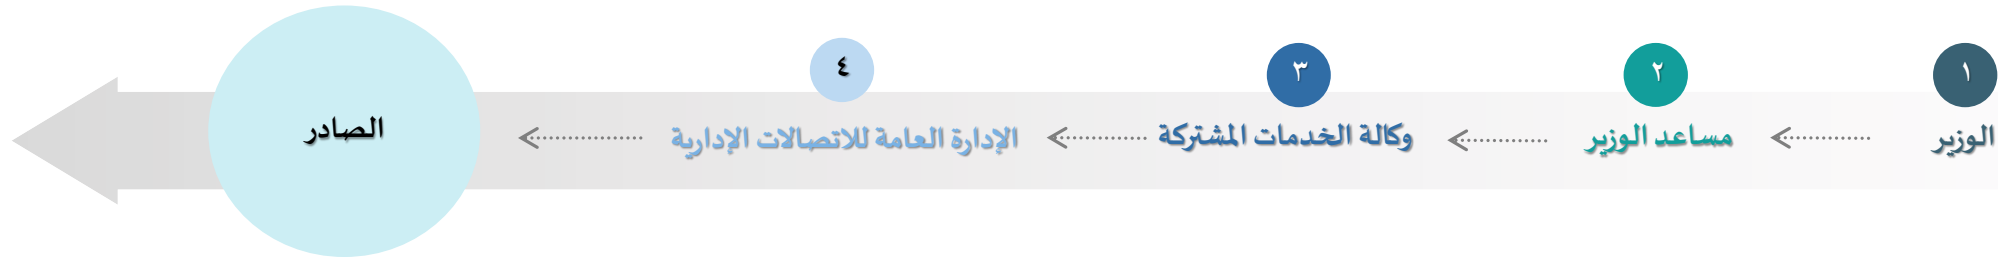 ١
الوزير
٢
مساعد الوزير
٣
وكالة الخدمات المشتركة
٤
الإدارة العامة للاتصالات الإدارية
الصادر